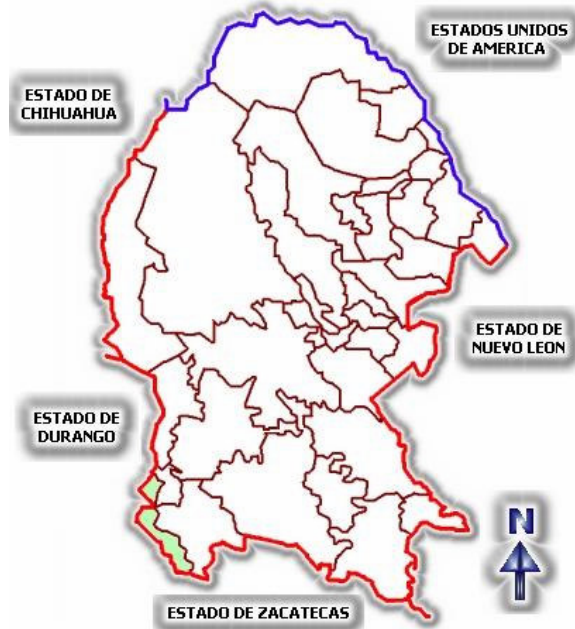 ESTADOS UNIDOS
DE AMERICA
ESTADO DE
CHIHUAHUA
ESTADO DE
NUEVO LEON
ESTADO DE
DURANGO
N
ESTADO DE ZACATECAS